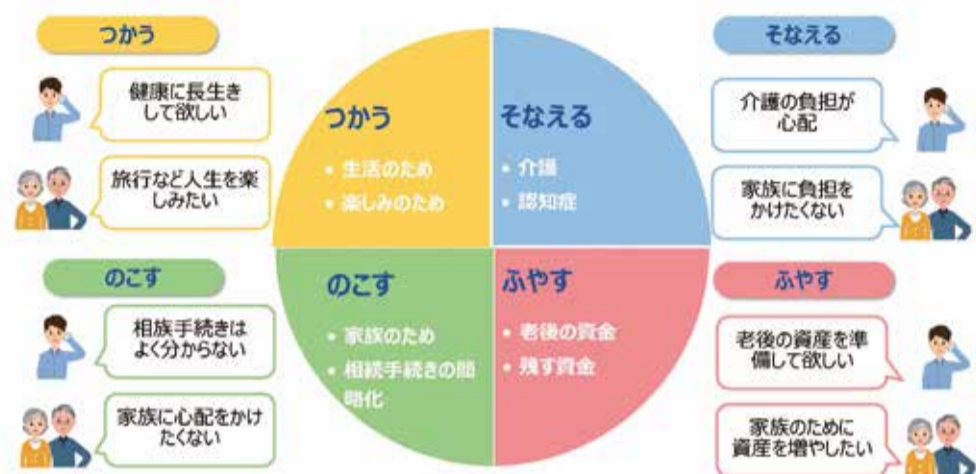 つかう
健康に長生き
して欲しい
旅行など人生を楽
しみたい
つかう
• 生活のため
• 楽しみのため
そなえる
• 介護
• 認知症
そなえる
介護の負担が
心配
家族に負担を
かけたくない
のこす
相族手続きは
よく分からない
家族に心配をかけ
たくない
のこす
• 家族のため
• 相続手続きの簡
略化
ふやす
• 老後の資金
• 残す資金
ふやす
老後の資産を準
備して欲しい
家族のために
資産を増やしたい